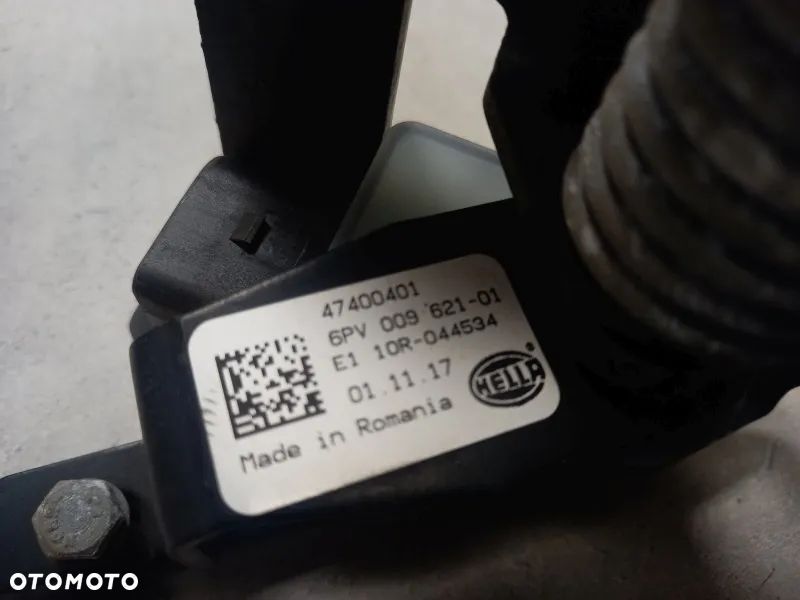 47400401
6PV 009 621-01
E1 10R-044534
01.11.17
HELLA
®
Made in Romania
OTOMOTO